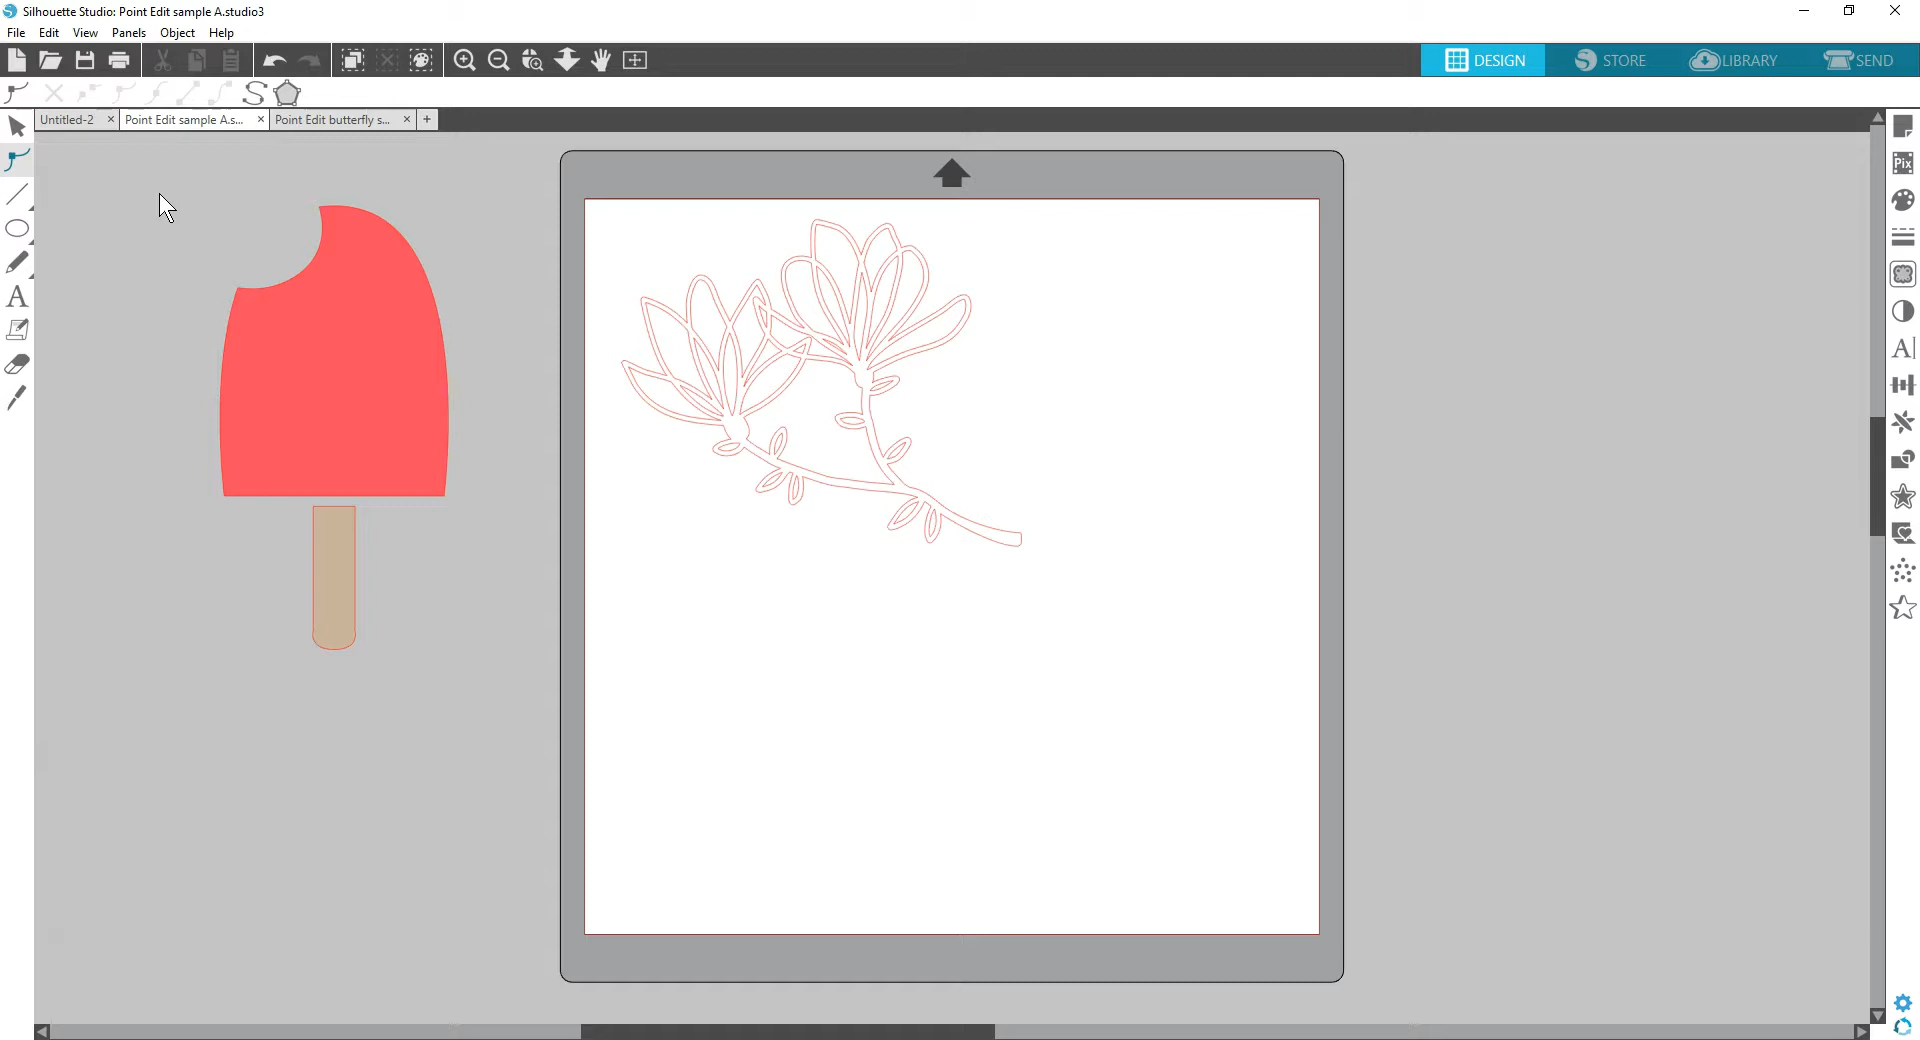 Silhouette Studio: Point Edit sample A.studio3
File Edit View Panels Object Help
DESIGN STORE LIBRARY SEND
Untitled-2 Point Edit sample A.s... Point Edit butterfly s...
Pix